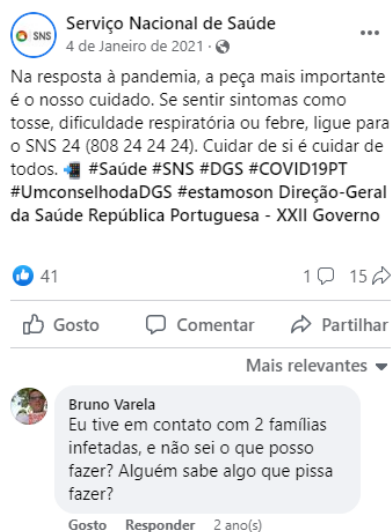 SNS
Serviço Nacional de Saúde
4 de Janeiro de 2021 ·
Na resposta à pandemia, a peça mais importante
é o nosso cuidado. Se sentir sintomas como
tosse, dificuldade respiratória ou febre, ligue para
o SNS 24 (808 24 24 24). Cuidar de si é cuidar de
todos. 📲 #Saúde #SNS #DGS #COVID19PT
#UmconselhodaDGS #estamoson Direção-Geral
da Saúde República Portuguesa - XXII Governo
41 1 15
Gosto Comentar Partilhar
Mais relevantes
Bruno Varela
Eu tive em contato com 2 famílias
infetadas, e não sei o que posso
fazer? Alguém sabe algo que pissa
fazer?
Gosto Responder 2 ano(s)